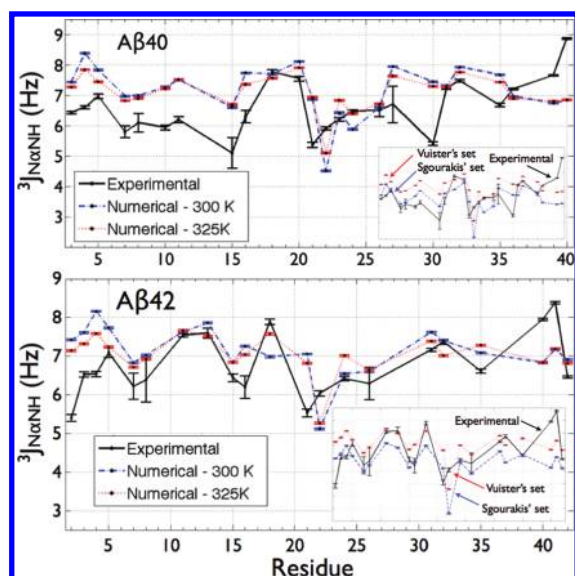 Aβ40
9
8
7
6
5
4
3
³J_NαNH (Hz)
Experimental
Numerical - 300 K
Numerical - 325K
Vuister's set
Sgourakis' set
Experimental
5 10 15 20 25 30 35 40
Aβ42
8
7
6
5
4
3
³J_NαNH (Hz)
Experimental
Numerical - 300 K
Numerical - 325K
Experimental
Vuister's set
Sgourakis' set
5 10 15 20 25 30 35 40
Residue